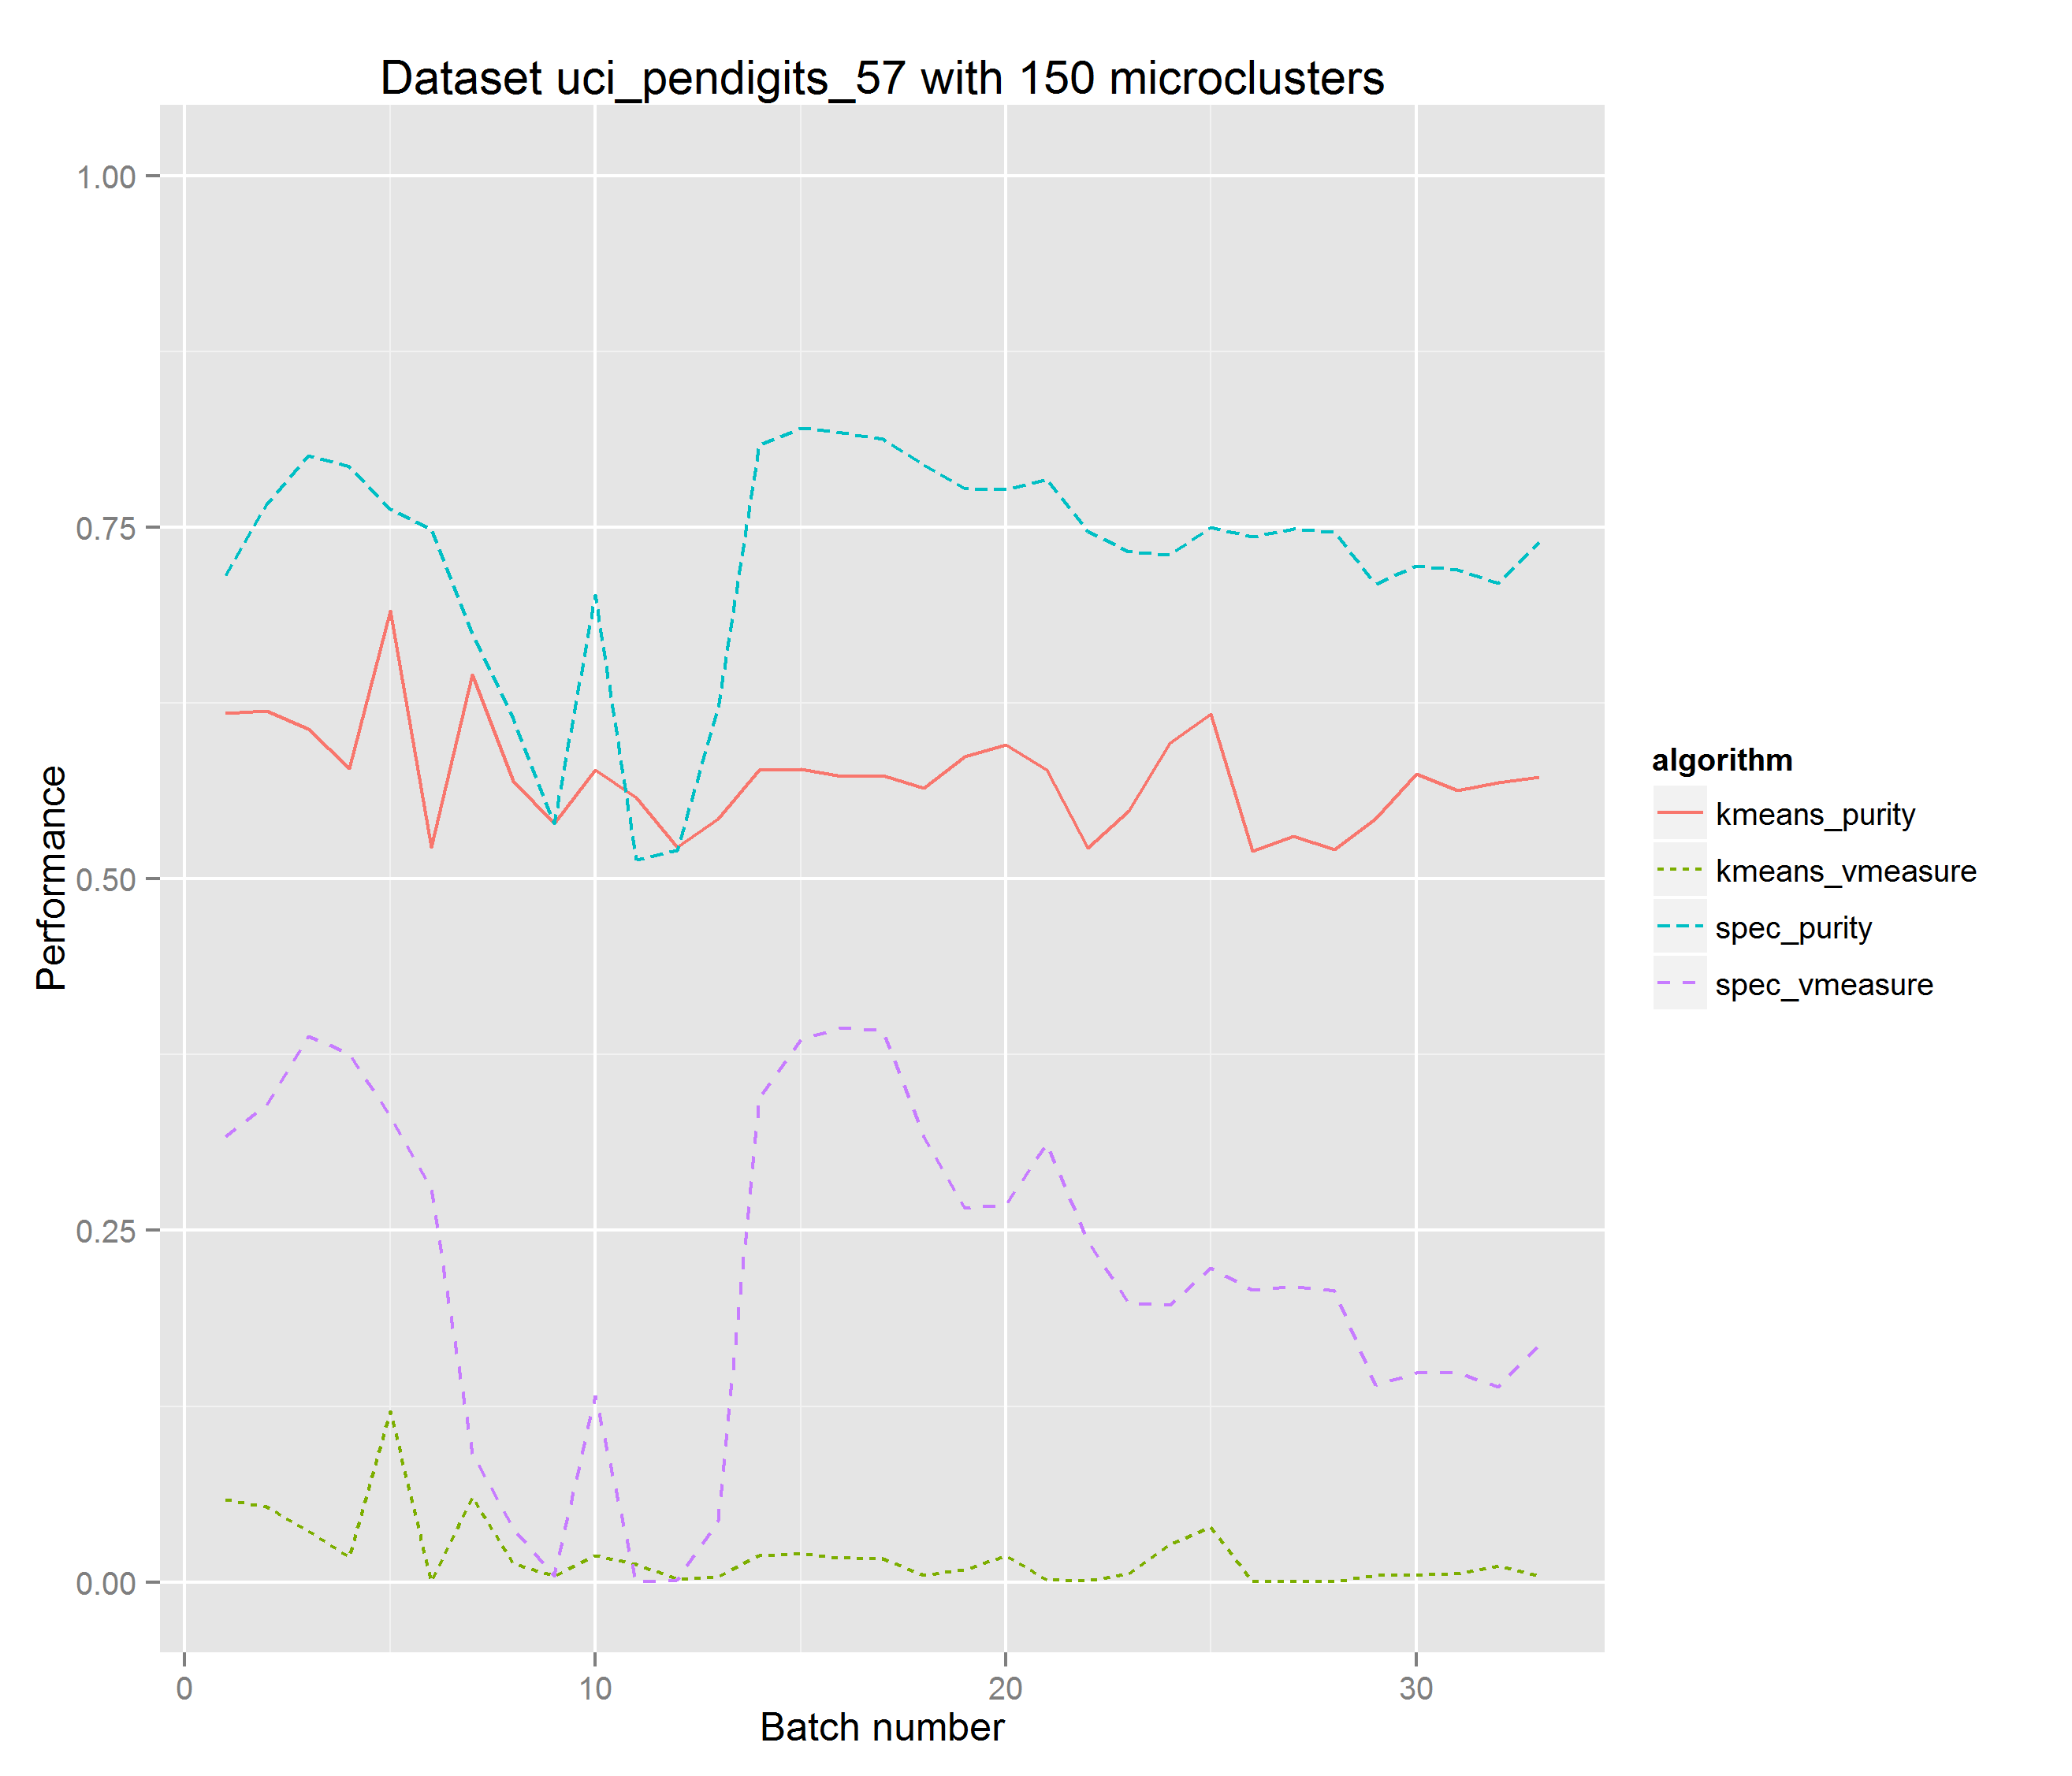 Dataset uci_pendigits_57 with 150 microclusters
1.00
0.75
0.50
0.25
0.00
Performance
0 10 20 30
Batch number
algorithm
kmeans_purity
kmeans_vmeasure
spec_purity
spec_vmeasure